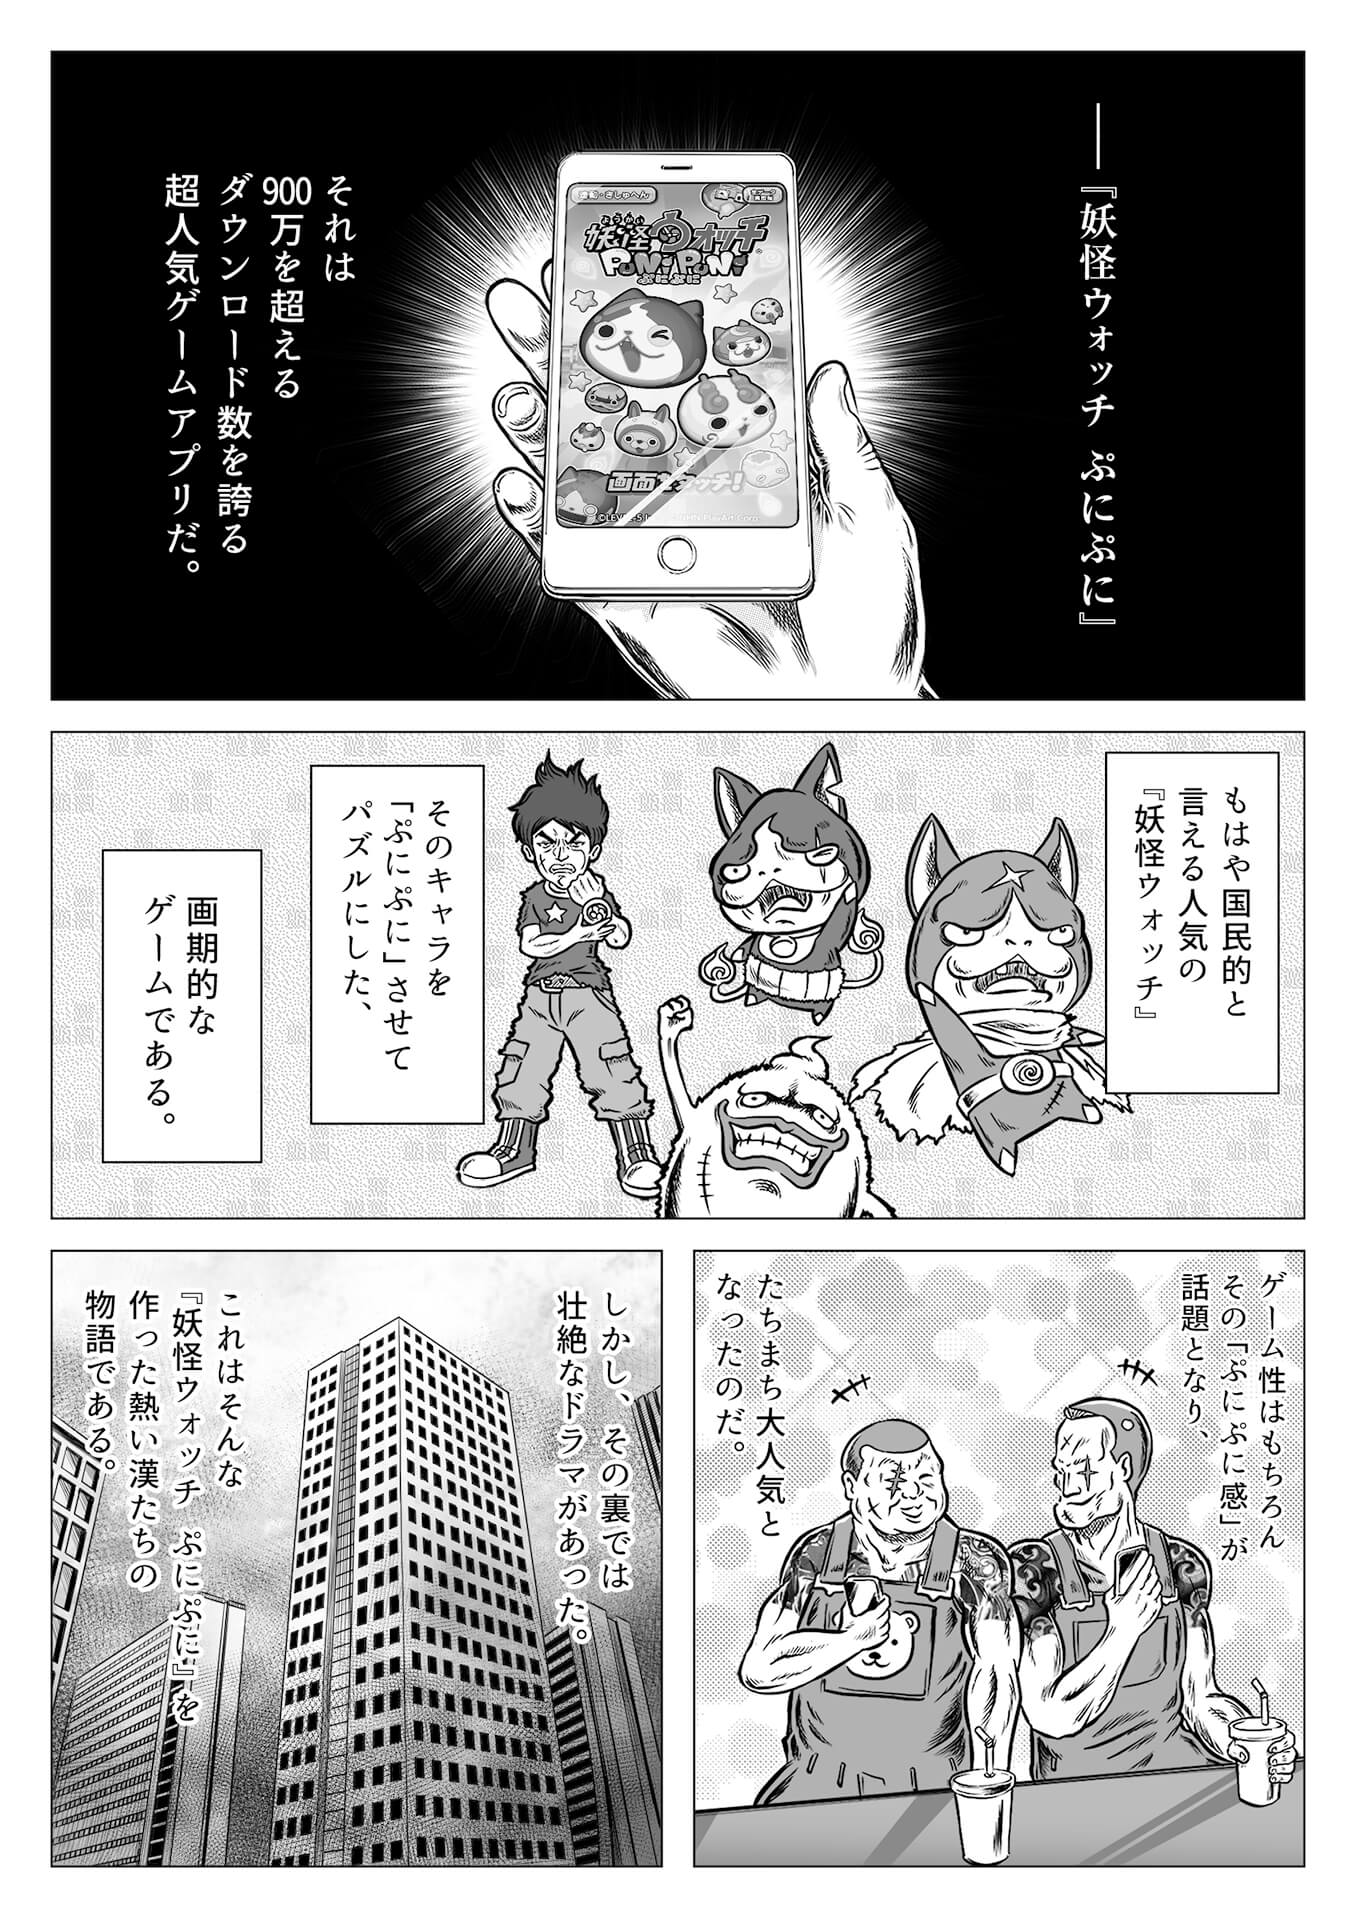 ――『妖怪ウォッチ ぷにぷに』
それは
900万を超える
ダウンロード数を誇る
超人気ゲームアプリだ。
ようかい
妖怪ウォッチ
PUNiPUNi
ぷにぷに
画面をタッチ!
もはや国民的と
言える人気の
『妖怪ウォッチ』
そのキャラを
「ぷにぷに」させて
パズルにした、
画期的な
ゲームである。
ゲーム性はもちろん
その「ぷにぷに感」が
話題となり、
たちまち大人気と
なったのだ。
しかし、その裏では
壮絶なドラマがあった。
これはそんな
『妖怪ウォッチ ぷにぷに』を
作った熱い漢たちの
物語である。